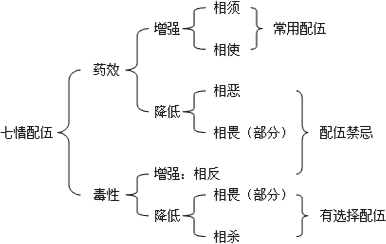 相须
增强
常用配伍
相使
药效
相恶
降低
相畏（部分）
七情配伍
配伍禁忌
增强：相反
毒性
相畏（部分）
降低
有选择配伍
相杀